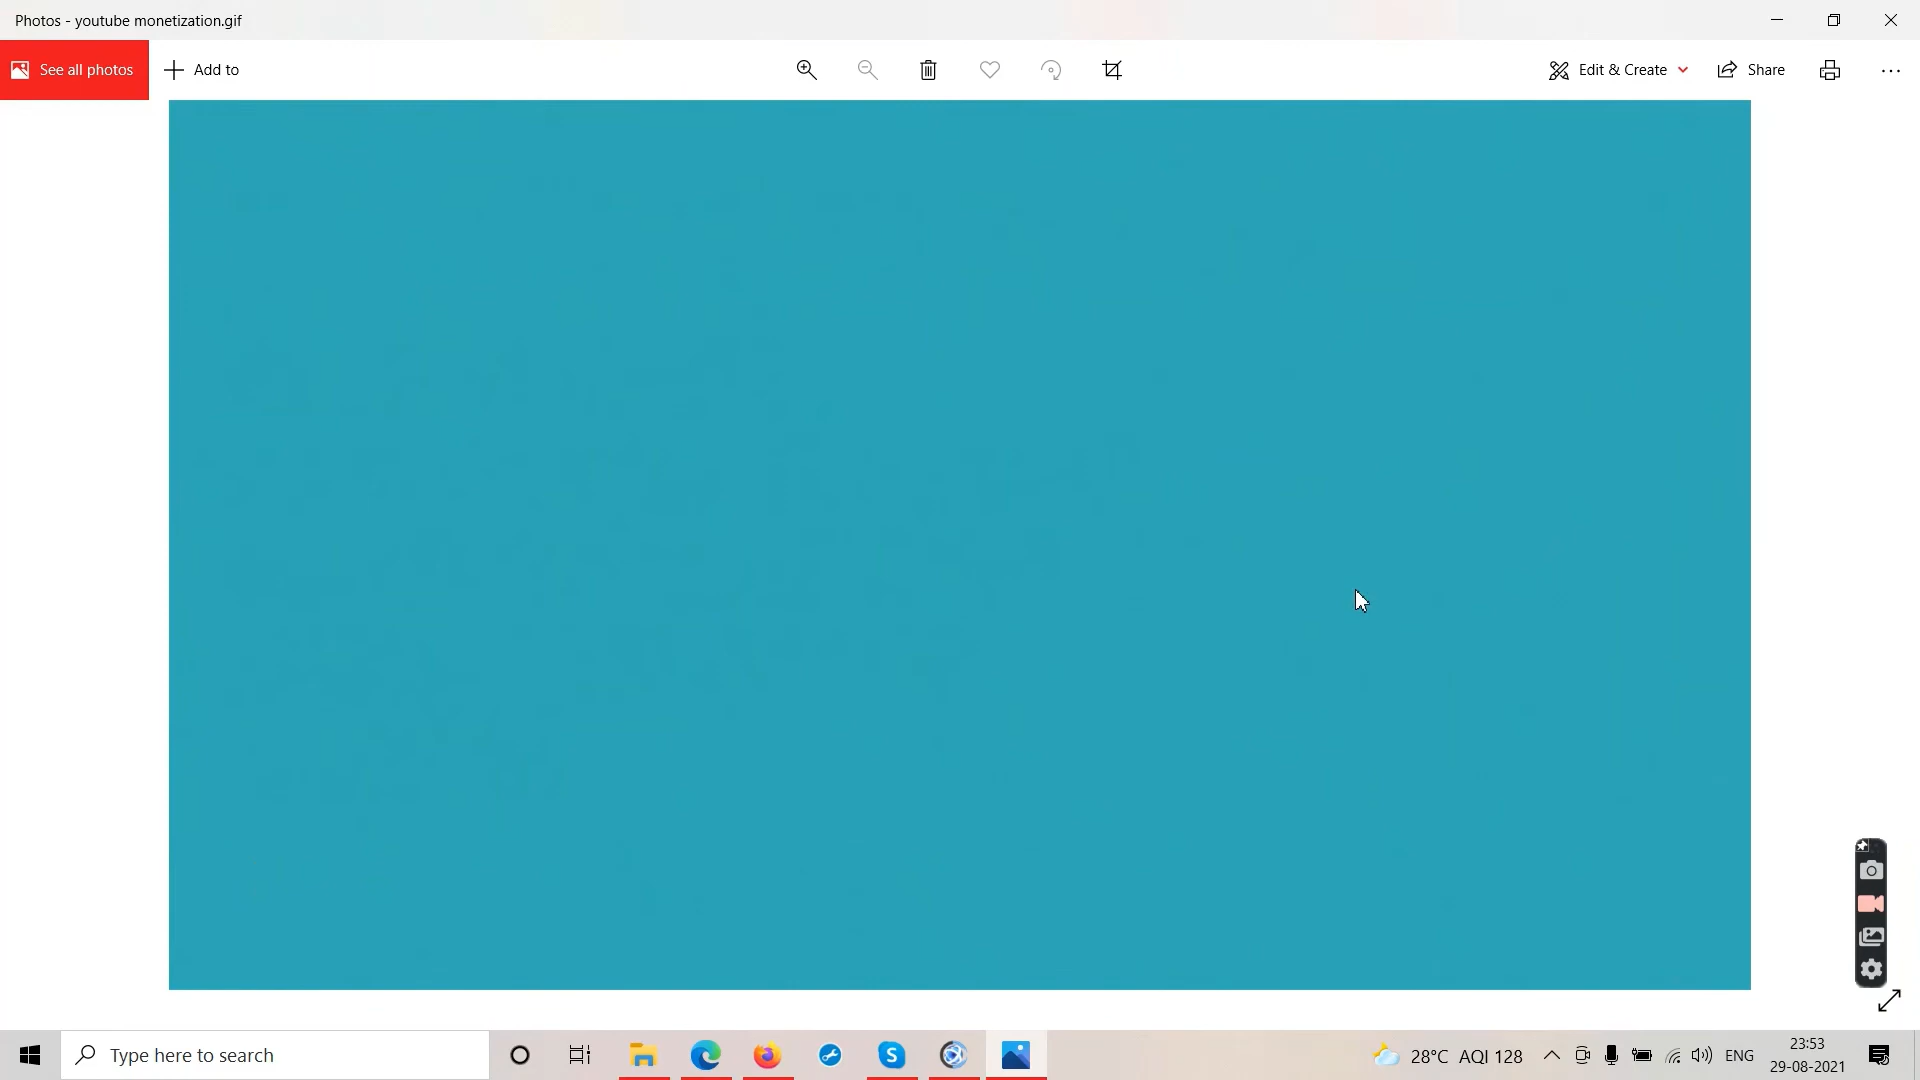 Photos - youtube monetization.gif
See all photos
Add to
Edit & Create
Share
Type here to search
28°C AQI 128
ENG
23:53
29-08-2021